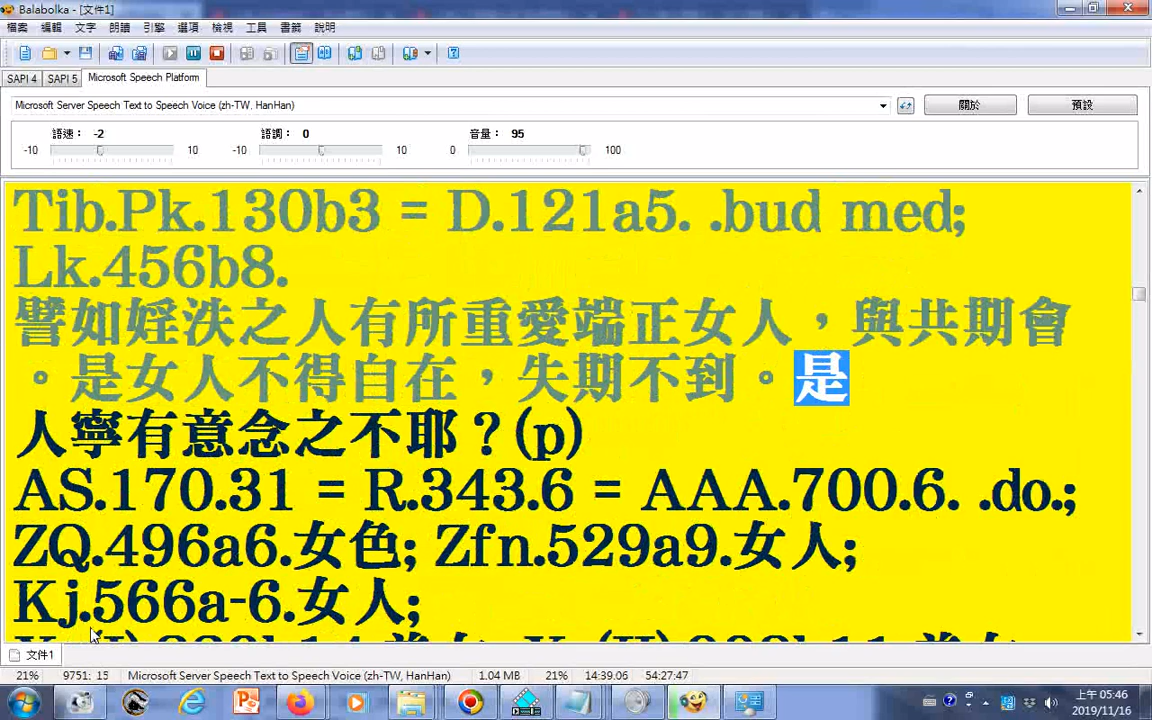 Balabolka - [文件1]
檔案 編輯 文字 朗讀 引擎 選項 檢視 工具 書籤 說明
SAPI 4 SAPI 5 Microsoft Speech Platform
Microsoft Server Speech Text to Speech Voice (zh-TW, HanHan) 關於 預設
語速： -2 語調： 0 音量： 95
-10 10 -10 10 0 100
Tib.Pk.130b3 = D.121a5. .bud med;
Lk.456b8.
譬如婬泆之人有所重愛端正女人，與共期會
。是女人不得自在，失期不到。是
人寧有意念之不耶？(p)
AS.170.31 = R.343.6 = AAA.700.6. .do.;
ZQ.496a6.女色; Zfn.529a9.女人;
Kj.566a-6.女人;
文件1
21% 9751: 15 Microsoft Server Speech Text to Speech Voice (zh-TW, HanHan) 1.04 MB 21% 14:39.06 54:27:47
上午 05:46
2019/11/16